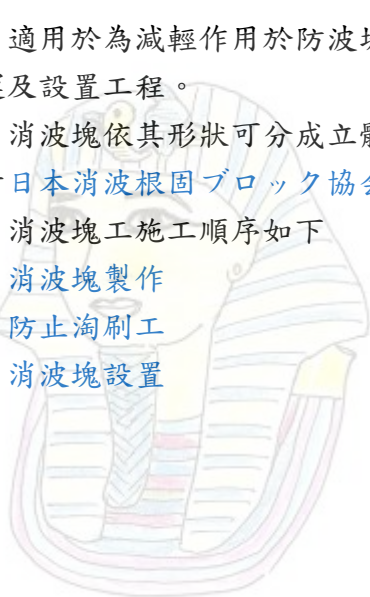 適用於為減輕作用於防波
及設置工程。
消波塊依其形狀可分成立
日本消波根固ブロック協
消波塊工施工順序如下
消波塊製作
防止淘刷工
消波塊設置